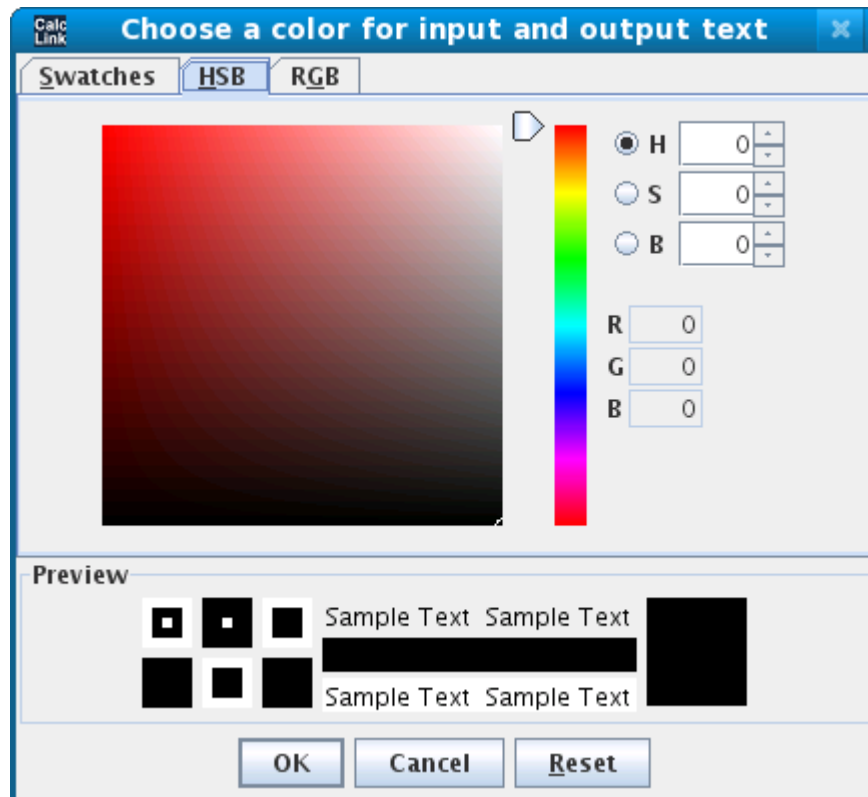 Calc
Link
Choose a color for input and output text
Swatches HSB RGB
H 0
S 0
B 0
R 0
G 0
B 0
Preview
Sample Text Sample Text
Sample Text Sample Text
OK Cancel Reset